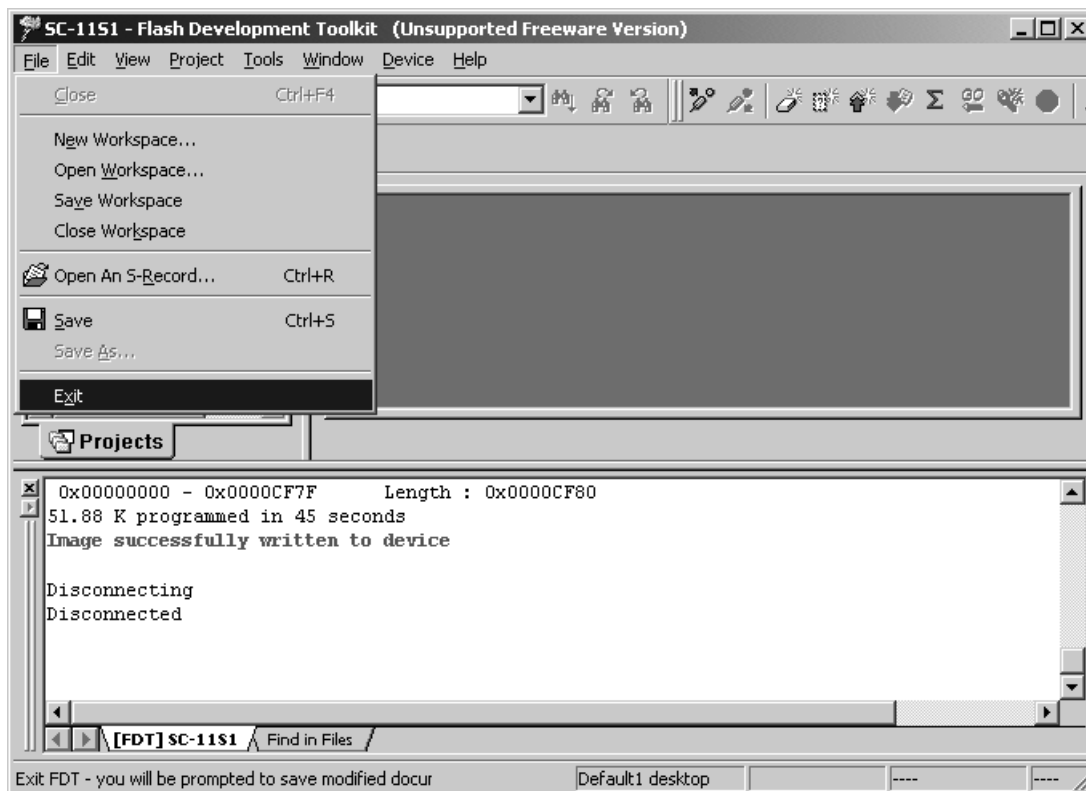 SC-11S1 - Flash Development Toolkit (Unsupported Freeware Version)
File Edit View Project Tools Window Device Help
Close Ctrl+F4
New Workspace...
Open Workspace...
Save Workspace
Close Workspace
Open An S-Record... Ctrl+R
Save Ctrl+S
Save As...
Exit
GO
Projects
0x00000000 - 0x0000CF7F Length : 0x0000CF80
51.88 K programmed in 45 seconds
Image successfully written to device
Disconnecting
Disconnected
[FDT] SC-11S1 Find in Files
Exit FDT - you will be prompted to save modified docur Default1 desktop ---- ----